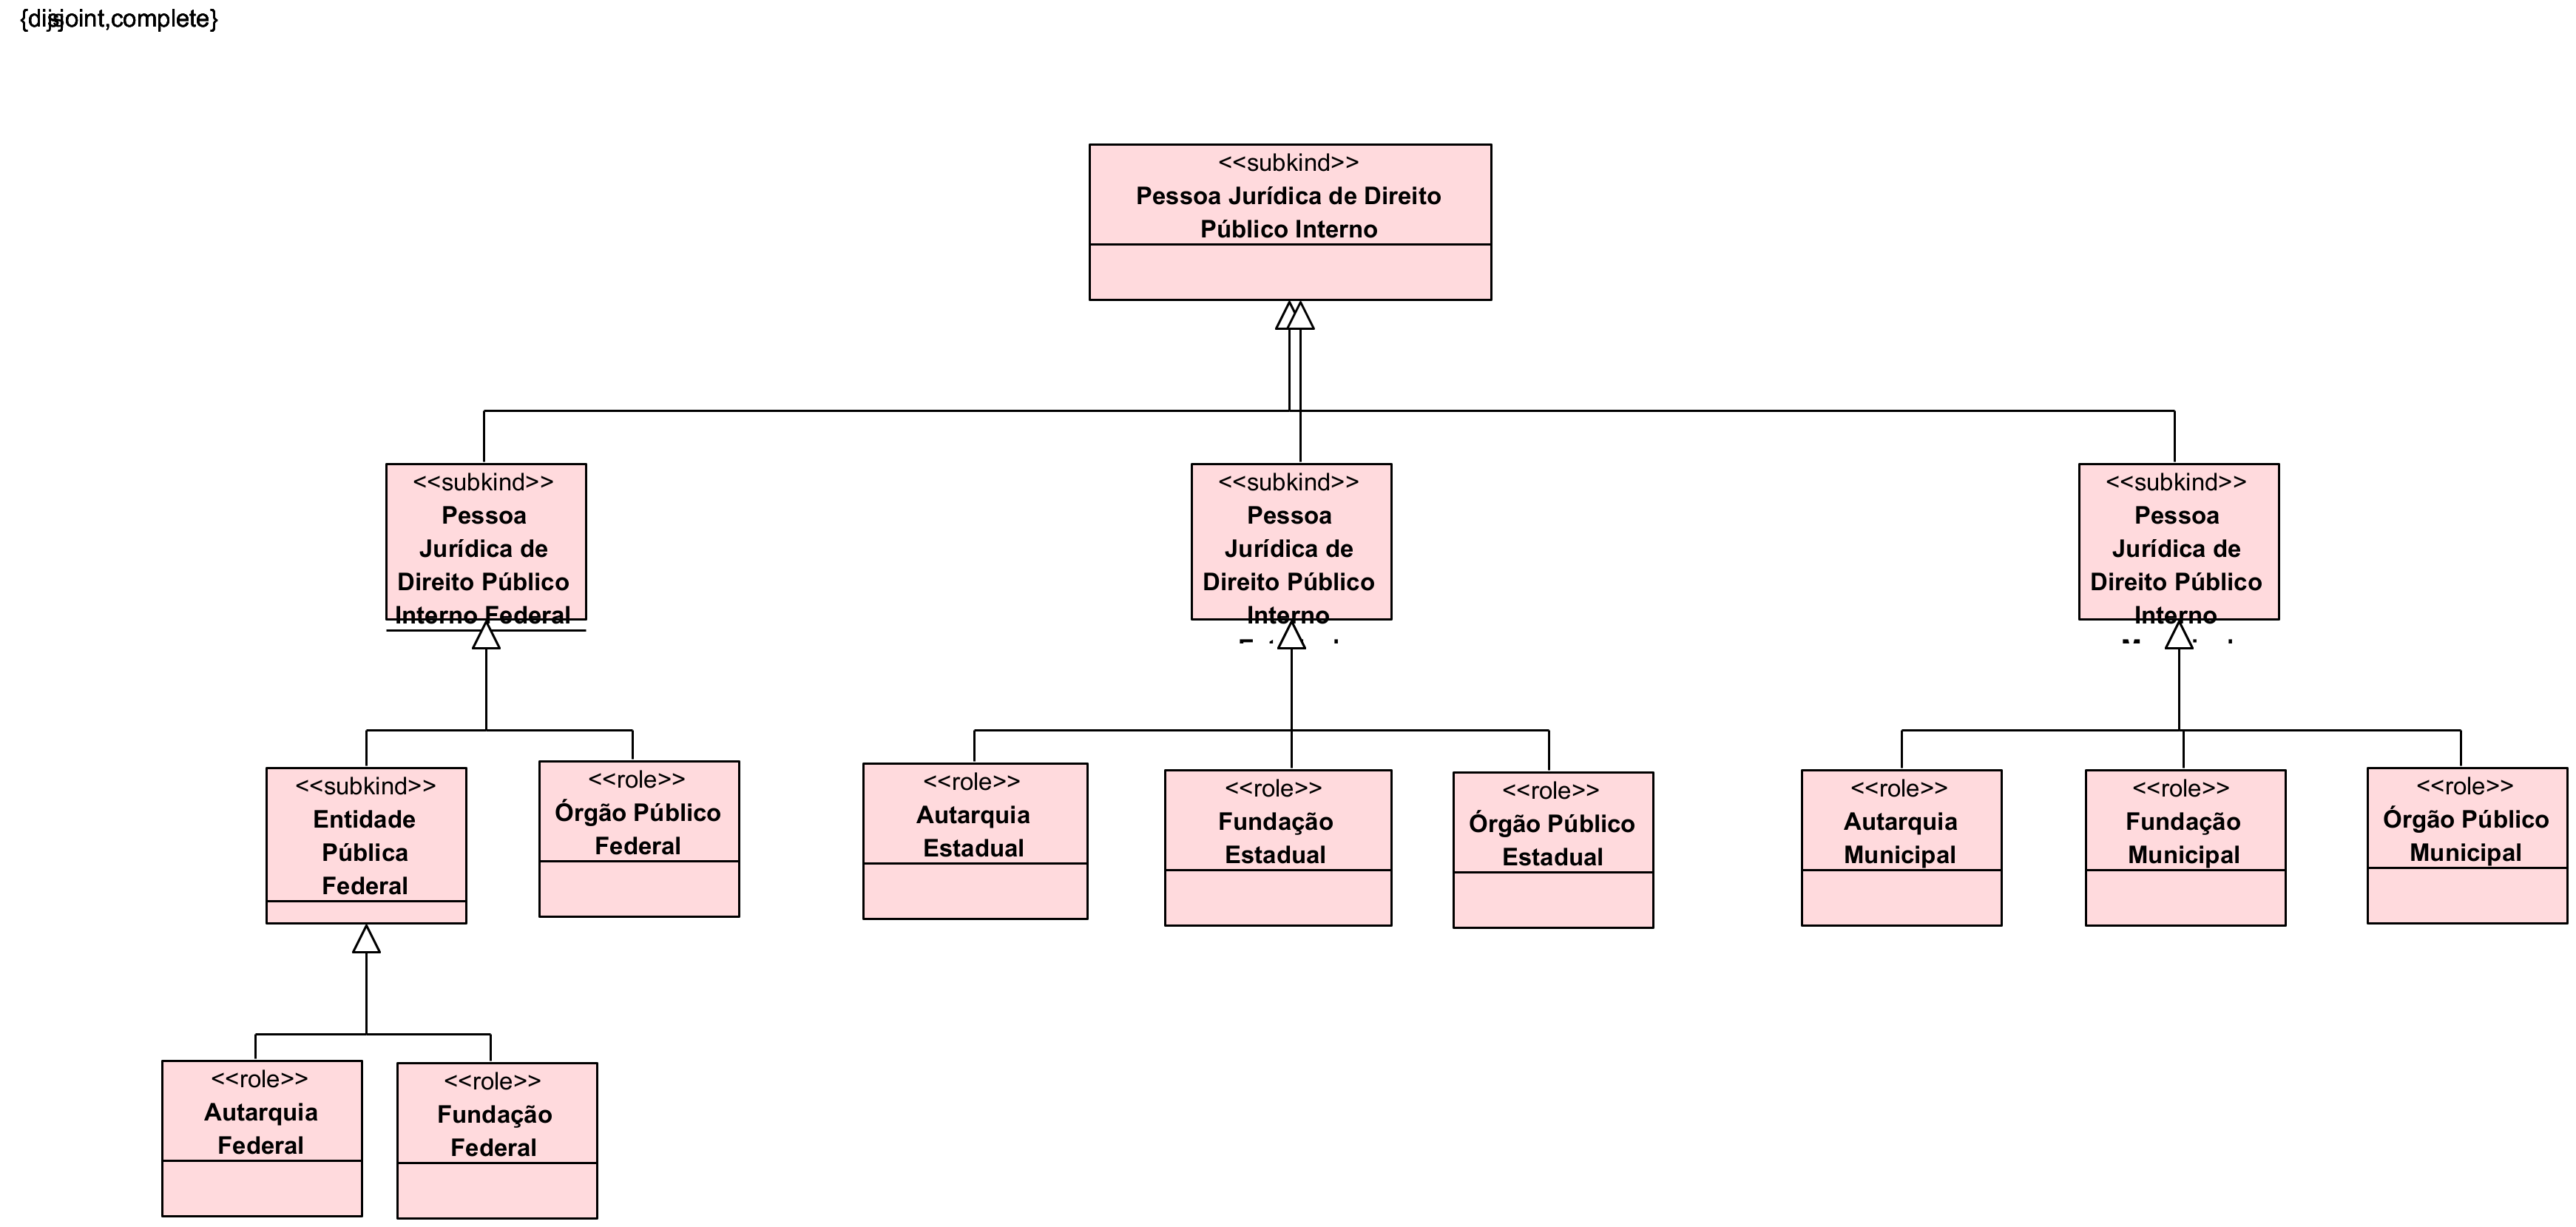 {disjoint,complete}
<<subkind>>
Pessoa Jurídica de Direito
Público Interno
<<subkind>>
Pessoa
Jurídica de
Direito Público
Interno Federal
<<subkind>>
Pessoa
Jurídica de
Direito Público
Interno
<<subkind>>
Pessoa
Jurídica de
Direito Público
Interno
<<subkind>>
Entidade
Pública
Federal
<<role>>
Órgão Público
Federal
<<role>>
Autarquia
Estadual
<<role>>
Fundação
Estadual
<<role>>
Órgão Público
Estadual
<<role>>
Autarquia
Municipal
<<role>>
Fundação
Municipal
<<role>>
Órgão Público
Municipal
<<role>>
Autarquia
Federal
<<role>>
Fundação
Federal